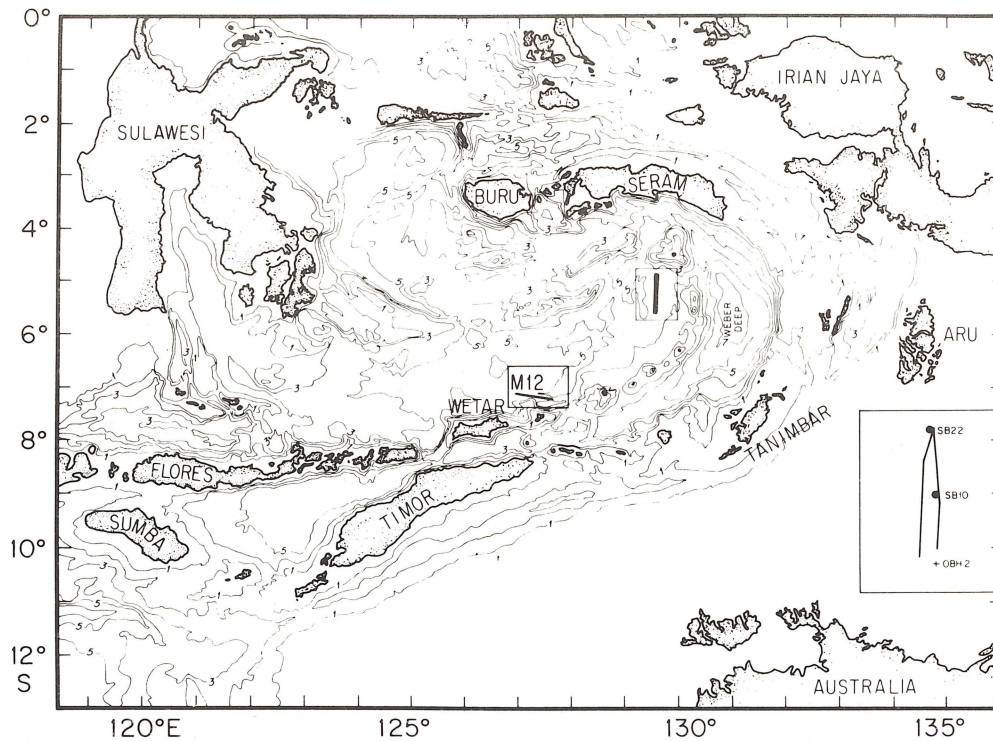 0°
2°
4°
6°
8°
10°
12°
S
120°E
125°
130°
135°
SULAWESI
IRIAN JAYA
BURU
SERAM
WEBER
DEEP
ARU
M12
WETAR
TANIMBAR
FLORES
TIMOR
SUMBA
SB22
SB10
OBH 2
AUSTRALIA